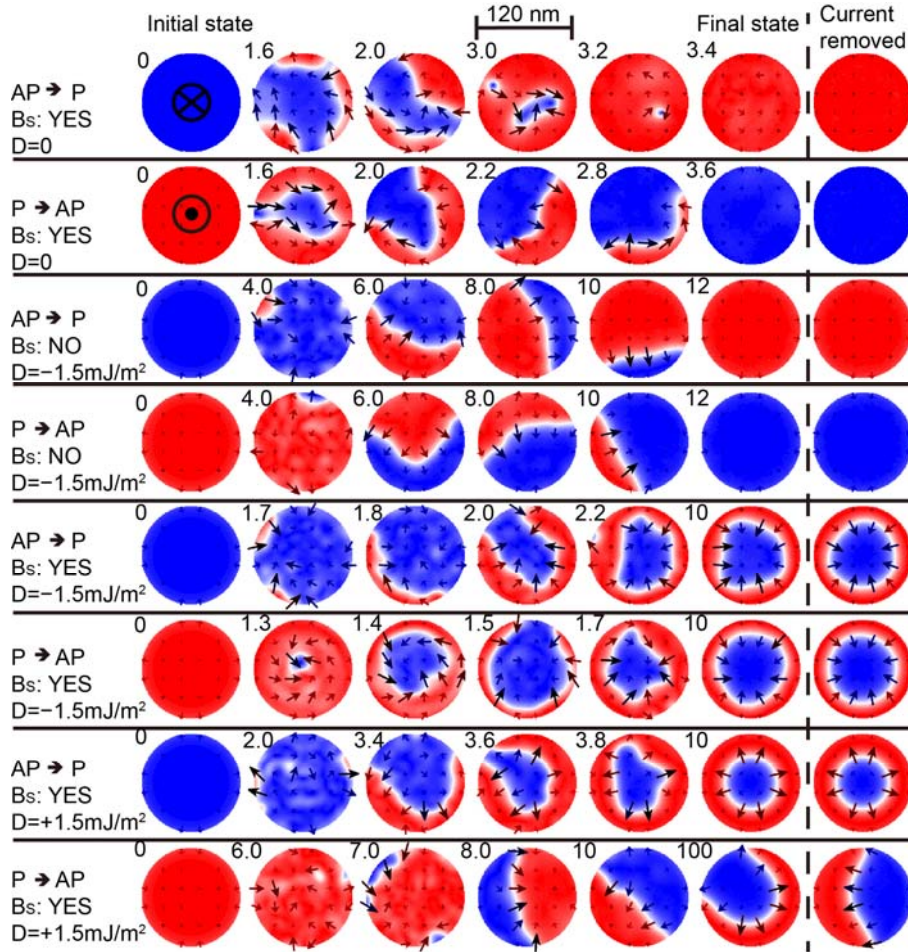 Initial state
120 nm
Final state
Current removed
0 1.6 2.0 3.0 3.2 3.4
AP ➔ P
Bs: YES
D=0
0 1.6 2.0 2.2 2.8 3.6
P ➔ AP
Bs: YES
D=0
0 4.0 6.0 8.0 10 12
AP ➔ P
Bs: NO
D=−1.5mJ/m²
0 4.0 6.0 8.0 10 12
P ➔ AP
Bs: NO
D=−1.5mJ/m²
0 1.7 1.8 2.0 2.2 10
AP ➔ P
Bs: YES
D=−1.5mJ/m²
0 1.3 1.4 1.5 1.7 10
P ➔ AP
Bs: YES
D=−1.5mJ/m²
0 2.0 3.4 3.6 3.8 10
AP ➔ P
Bs: YES
D=+1.5mJ/m²
0 6.0 7.0 8.0 10 100
P ➔ AP
Bs: YES
D=+1.5mJ/m²